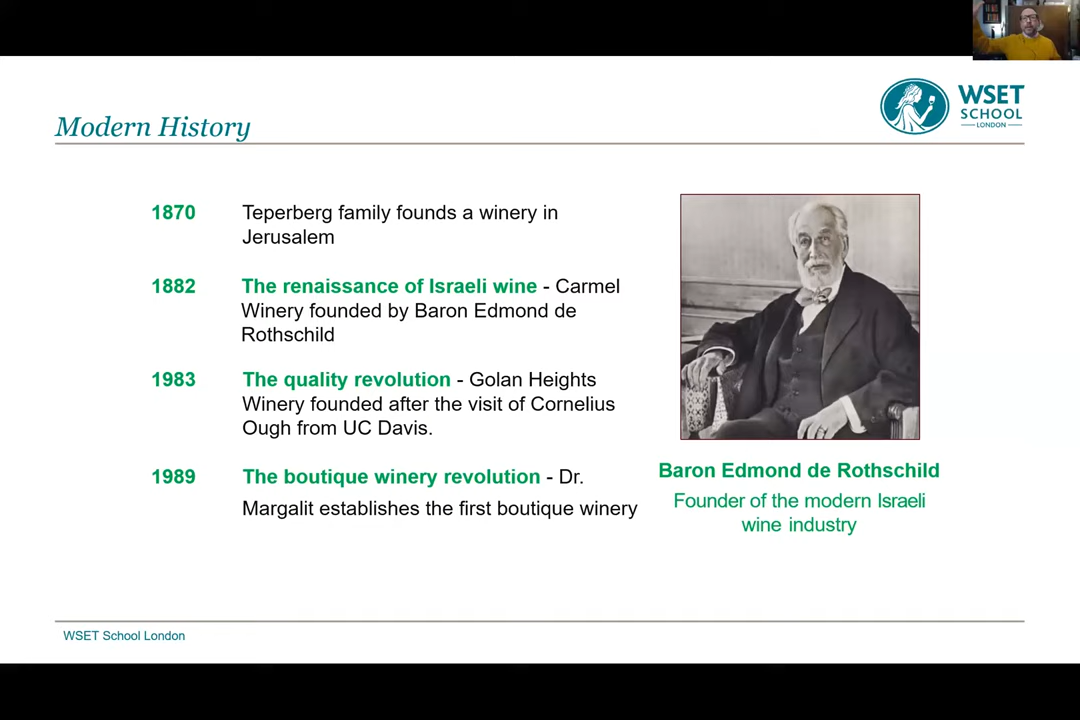 WSET
SCHOOL
LONDON
Modern History
1870 Teperberg family founds a winery in
Jerusalem
1882 The renaissance of Israeli wine - Carmel
Winery founded by Baron Edmond de
Rothschild
1983 The quality revolution - Golan Heights
Winery founded after the visit of Cornelius
Ough from UC Davis.
1989 The boutique winery revolution - Dr.
Margalit establishes the first boutique winery
Baron Edmond de Rothschild
Founder of the modern Israeli
wine industry
WSET School London